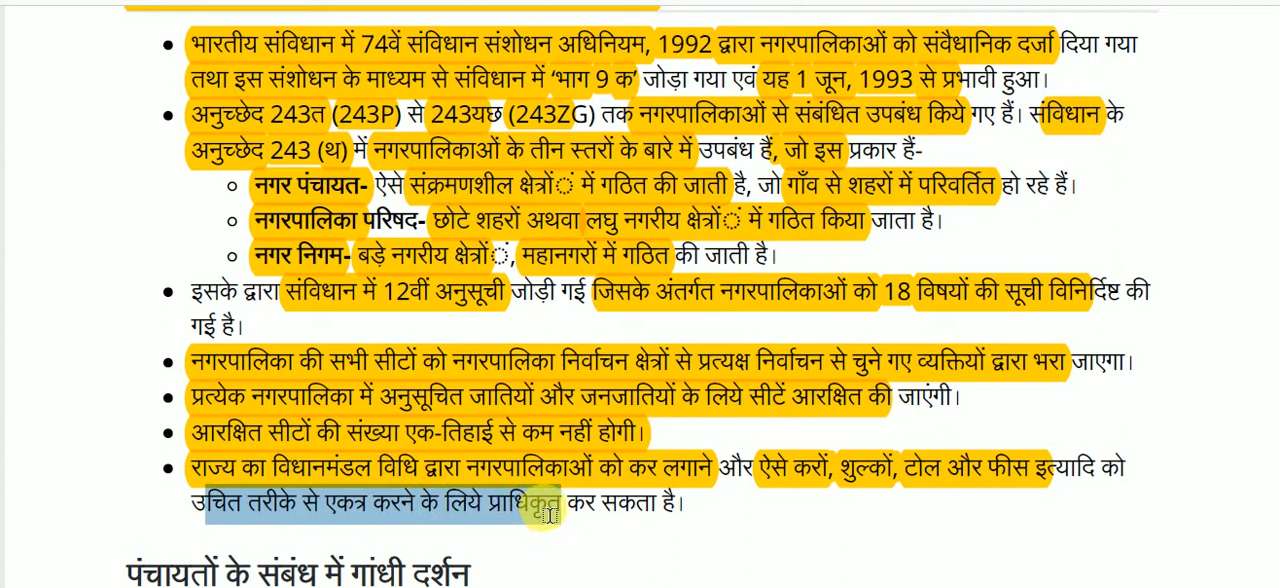 भारतीय संविधान में 74वें संविधान संशोधन अधिनियम, 1992 द्वारा नगरपालिकाओं को संवैधानिक दर्जा दिया गया
तथा इस संशोधन के माध्यम से संविधान में ‘भाग 9 क’ जोड़ा गया एवं यह 1 जून, 1993 से प्रभावी हुआ।
अनुच्छेद 243त (243P) से 243यछ (243ZG) तक नगरपालिकाओं से संबंधित उपबंध किये गए हैं। संविधान के
अनुच्छेद 243 (थ) में नगरपालिकाओं के तीन स्तरों के बारे में उपबंध हैं, जो इस प्रकार हैं-
नगर पंचायत- ऐसे संक्रमणशील क्षेत्रोंं में गठित की जाती है, जो गाँव से शहरों में परिवर्तित हो रहे हैं।
नगरपालिका परिषद- छोटे शहरों अथवा लघु नगरीय क्षेत्रोंं में गठित किया जाता है।
नगर निगम- बड़े नगरीय क्षेत्रोंं, महानगरों में गठित की जाती है।
इसके द्वारा संविधान में 12वीं अनुसूची जोड़ी गई जिसके अंतर्गत नगरपालिकाओं को 18 विषयों की सूची विनिर्दिष्ट की
गई है।
नगरपालिका की सभी सीटों को नगरपालिका निर्वाचन क्षेत्रों से प्रत्यक्ष निर्वाचन से चुने गए व्यक्तियों द्वारा भरा जाएगा।
प्रत्येक नगरपालिका में अनुसूचित जातियों और जनजातियों के लिये सीटें आरक्षित की जाएंगी।
आरक्षित सीटों की संख्या एक-तिहाई से कम नहीं होगी।
राज्य का विधानमंडल विधि द्वारा नगरपालिकाओं को कर लगाने और ऐसे करों, शुल्कों, टोल और फीस इत्यादि को
उचित तरीके से एकत्र करने के लिये प्राधिकृत कर सकता है।
पंचायतों के संबंध में गांधी दर्शन